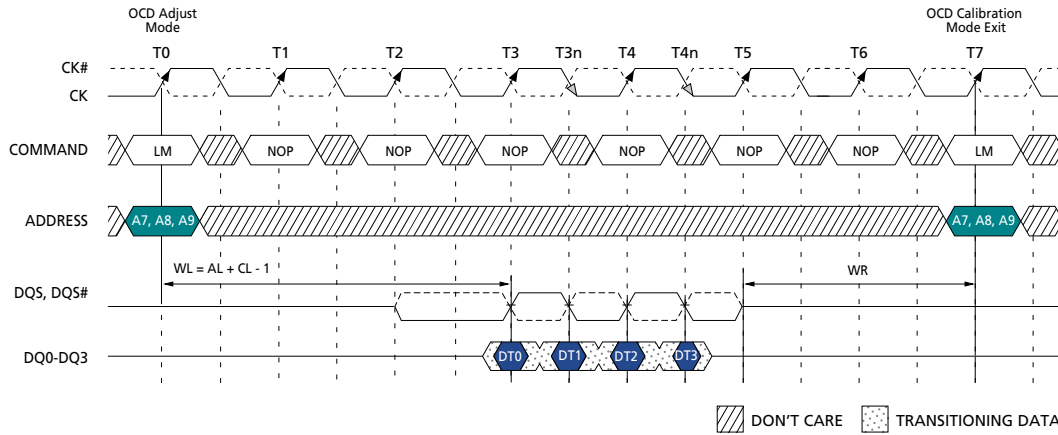 OCD Adjust
Mode
OCD Calibration
Mode Exit
T0 T1 T2 T3 T3n T4 T4n T5 T6 T7
CK#
CK
COMMAND LM NOP NOP NOP NOP NOP NOP LM
ADDRESS A7, A8, A9 A7, A8, A9
WL = AL + CL - 1 WR
DQS, DQS#
DQ0-DQ3 DT0 DT1 DT2 DT3
DON'T CARE TRANSITIONING DATA